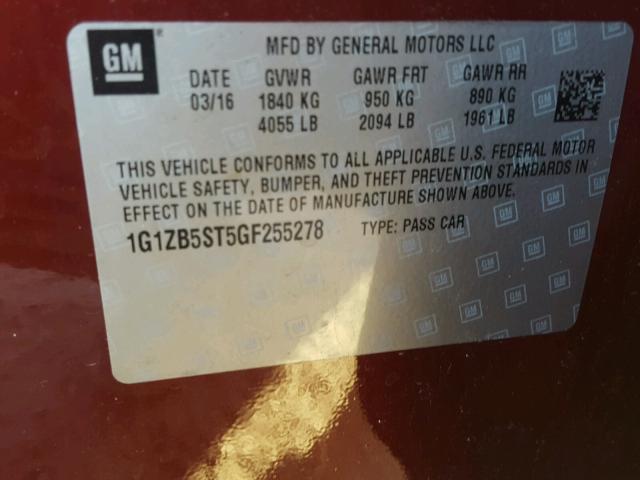 GM
MFD BY GENERAL MOTORS LLC
DATE GVWR GAWR FRT GAWR RR
03/16 1840 KG 950 KG 890 KG
4055 LB 2094 LB 1961 LB
THIS VEHICLE CONFORMS TO ALL APPLICABLE U.S. FEDERAL MOTOR
VEHICLE SAFETY, BUMPER, AND THEFT PREVENTION STANDARDS IN
EFFECT ON THE DATE OF MANUFACTURE SHOWN ABOVE.
1G1ZB5ST5GF255278 TYPE: PASS CAR